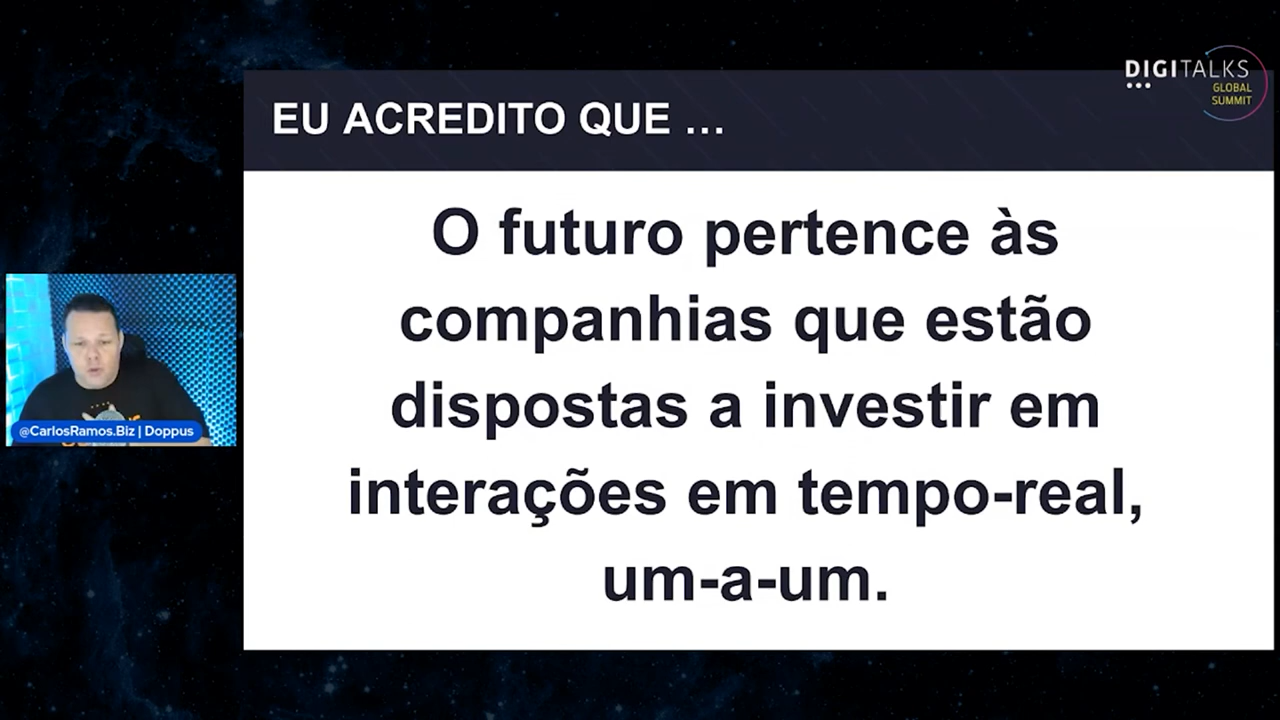 DIGITALKS
GLOBAL
SUMMIT
EU ACREDITO QUE ...
O futuro pertence às
companhias que estão
dispostas a investir em
interações em tempo-real,
um-a-um.
@CarlosRamos.Biz | Doppus